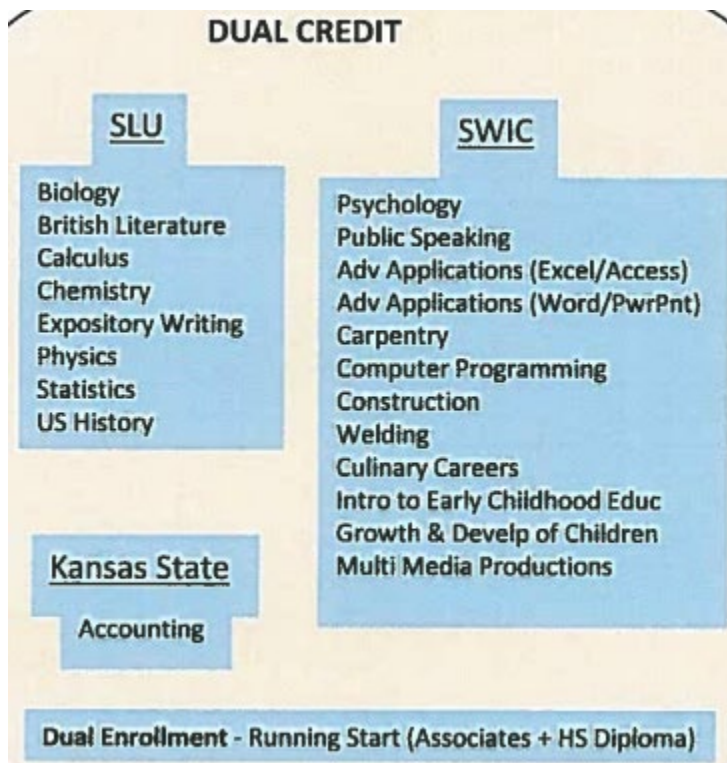 DUAL CREDIT
SLU
Biology
British Literature
Calculus
Chemistry
Expository Writing
Physics
Statistics
US History
SWIC
Psychology
Public Speaking
Adv Applications (Excel/Access)
Adv Applications (Word/PwrPnt)
Carpentry
Computer Programming
Construction
Welding
Culinary Careers
Intro to Early Childhood Educ
Growth & Develp of Children
Multi Media Productions
Kansas State
Accounting
Dual Enrollment - Running Start (Associates + HS Diploma)